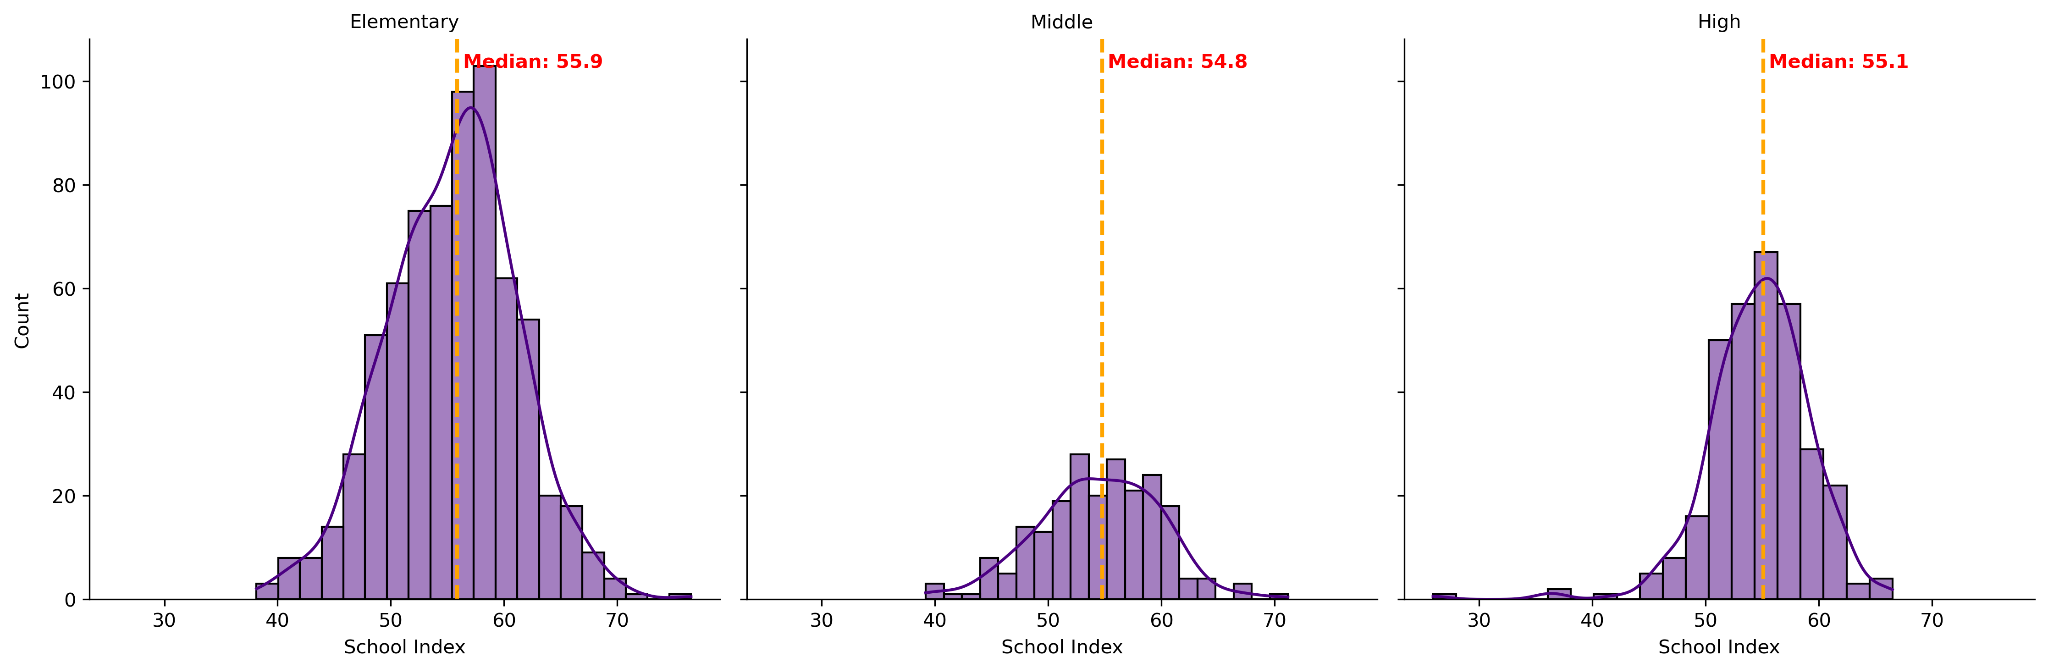 Elementary
Middle
High
Median: 55.9
Median: 54.8
Median: 55.1
100
80
60
40
20
0
Count
30 40 50 60 70
30 40 50 60 70
30 40 50 60 70
School Index
School Index
School Index